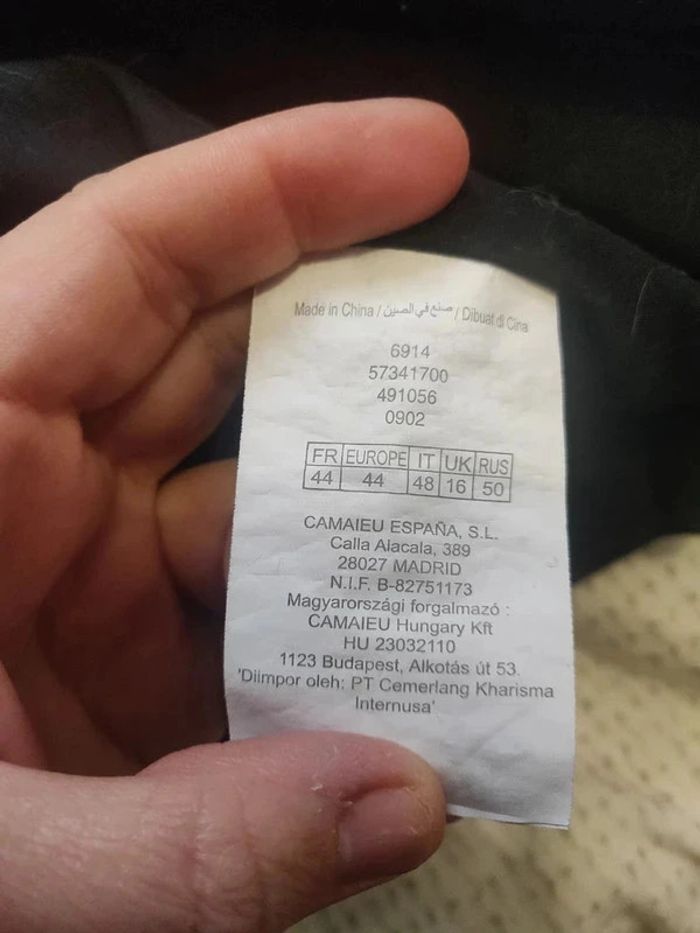 Made in China / صنع في الصين / Dibuat di Cina
6914
57341700
491056
0902
FR EUROPE IT UK RUS
44 44 48 16 50
CAMAIEU ESPAÑA, S.L.
Calla Alacala, 389
28027 MADRID
N.I.F. B-82751173
Magyarországi forgalmazó :
CAMAIEU Hungary Kft
HU 23032110
1123 Budapest, Alkotás út 53.
'Diimpor oleh: PT Cemerlang Kharisma
Internusa'